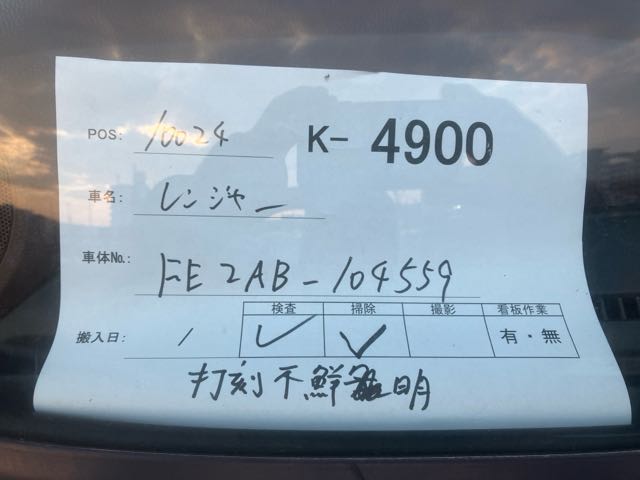 POS: 10024 K- 4900
車名: レンジャー
車体No.: FE2AB-104559
検査 掃除 撮影 看板作業
搬入日: / ✓ ✓ 有・無
打刻不鮮明